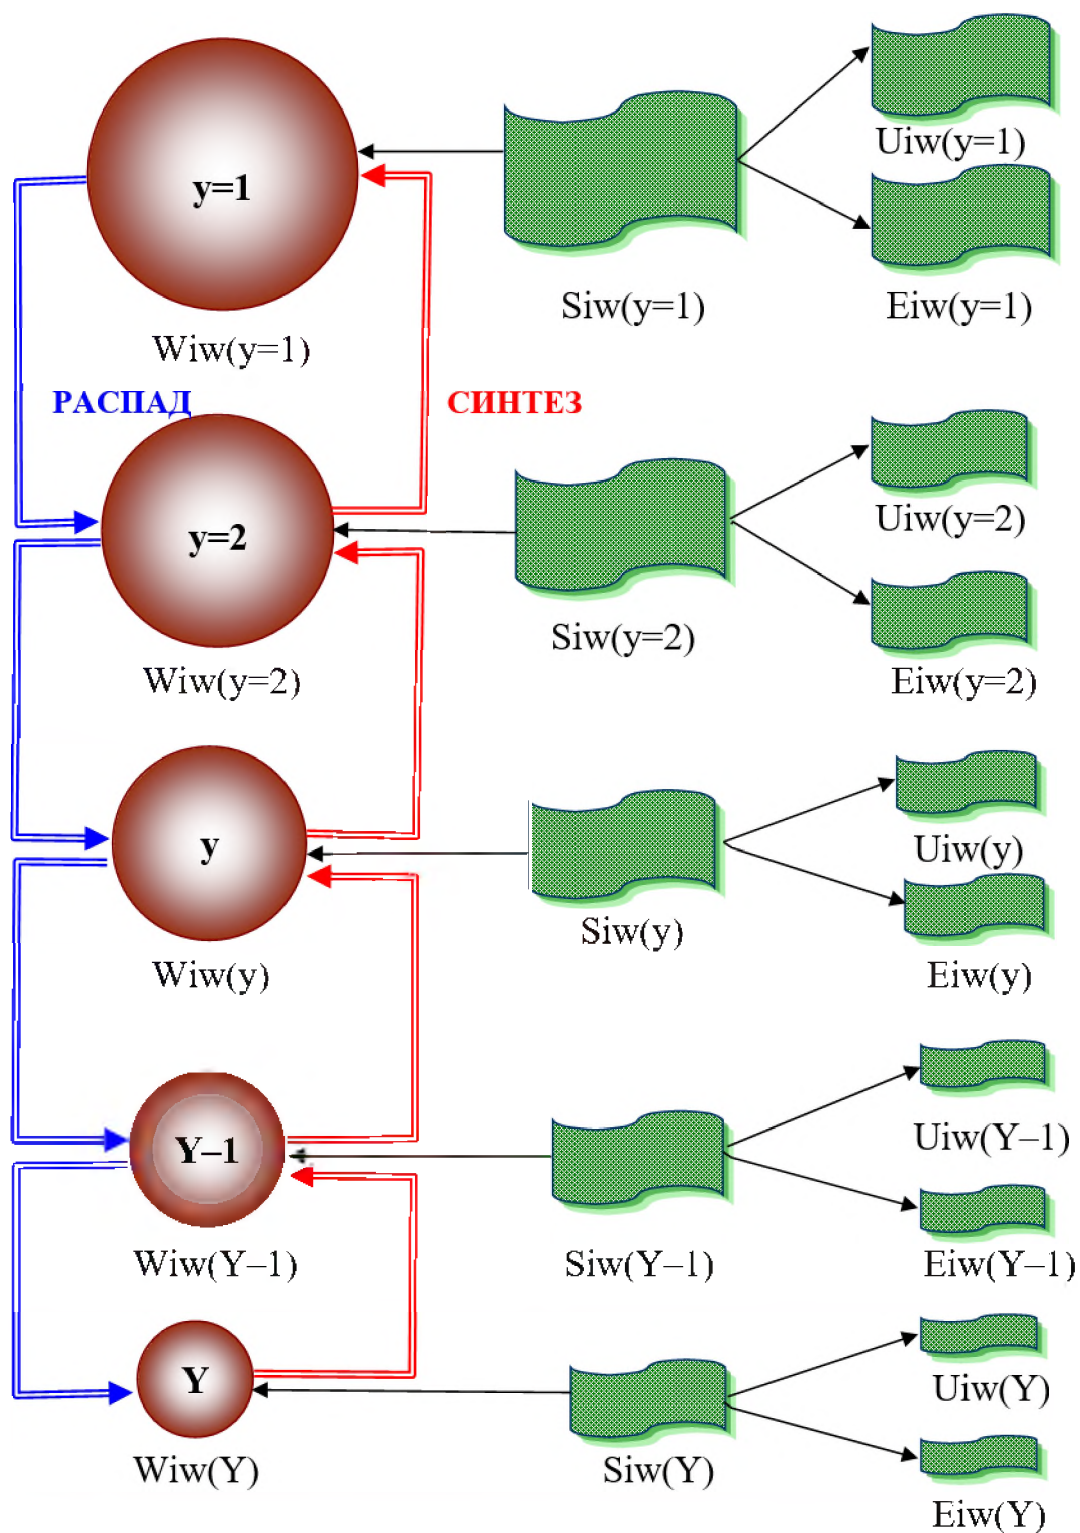 Uiw(y=1)
y=1
Siw(y=1)
Eiw(y=1)
Wiw(y=1)
РАСПАД
СИНТЕЗ
Uiw(y=2)
y=2
Siw(y=2)
Eiw(y=2)
Wiw(y=2)
Uiw(y)
y
Siw(y)
Eiw(y)
Wiw(y)
Uiw(Y–1)
Y–1
Siw(Y–1)
Eiw(Y–1)
Wiw(Y–1)
Uiw(Y)
Y
Siw(Y)
Wiw(Y)
Eiw(Y)